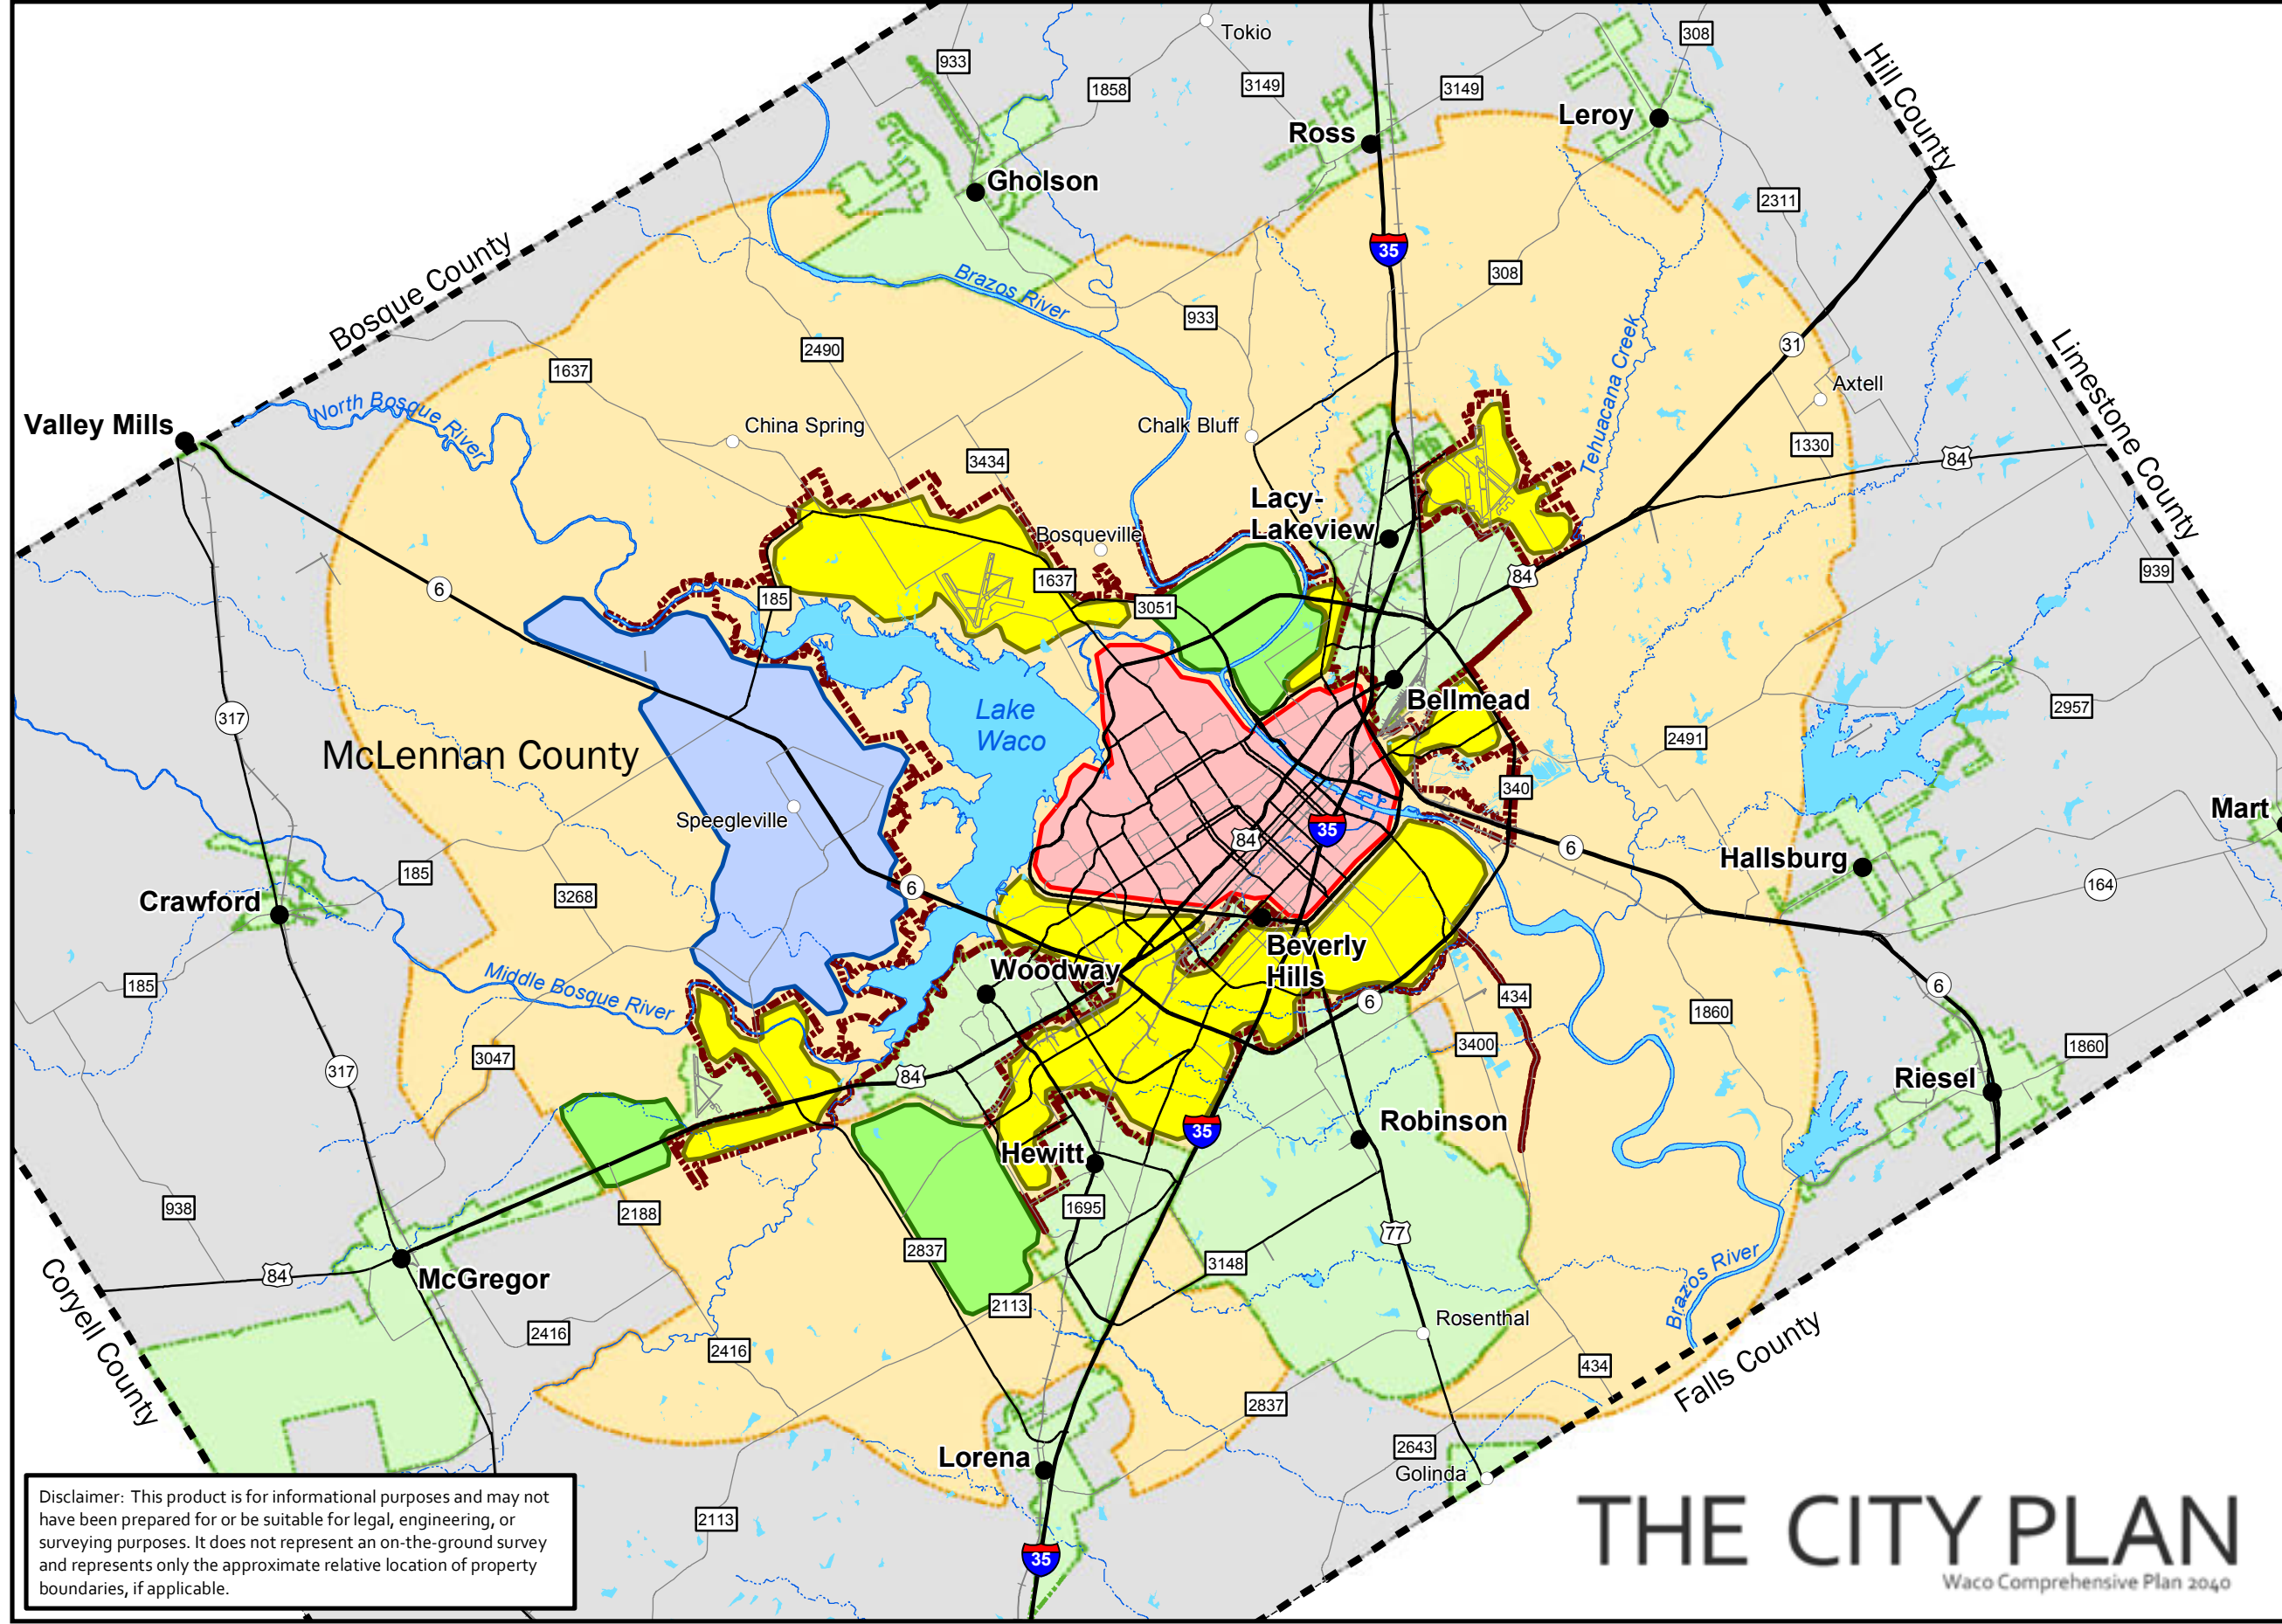 308
Tokio
933
Hill County
1858
3149
3149
Ross
Leroy
Gholson
2311
Bosque County
35
308
Brazos River
933
Tehuacana Creek
2490
31
1637
Axtell
Limestone County
North Bosque River
Valley Mills
China Spring
Chalk Bluff
1330
84
3434
Lacy-
Lakeview
Bosqueville
939
1637
84
6
185
3051
Bellmead
Lake
Waco
317
2957
2491
McLennan County
340
Mart
Speegleville
35
84
6
Hallsburg
185
6
164
Crawford
3268
Beverly
Hills
Woodway
185
Middle Bosque River
6
434
6
1860
3400
1860
3047
317
84
Riesel
35
Robinson
Hewitt
938
2188
1695
77
2837
3148
84
McGregor
Brazos River
2113
Coryell County
Rosenthal
2416
2416
434
Falls County
2837
2643
Lorena
Golinda
2113
35
Disclaimer: This product is for informational purposes and may not
have been prepared for or be suitable for legal, engineering, or
surveying purposes. It does not represent an on-the-ground survey
and represents only the approximate relative location of property
boundaries, if applicable.
THE CITY PLAN
Waco Comprehensive Plan 2040